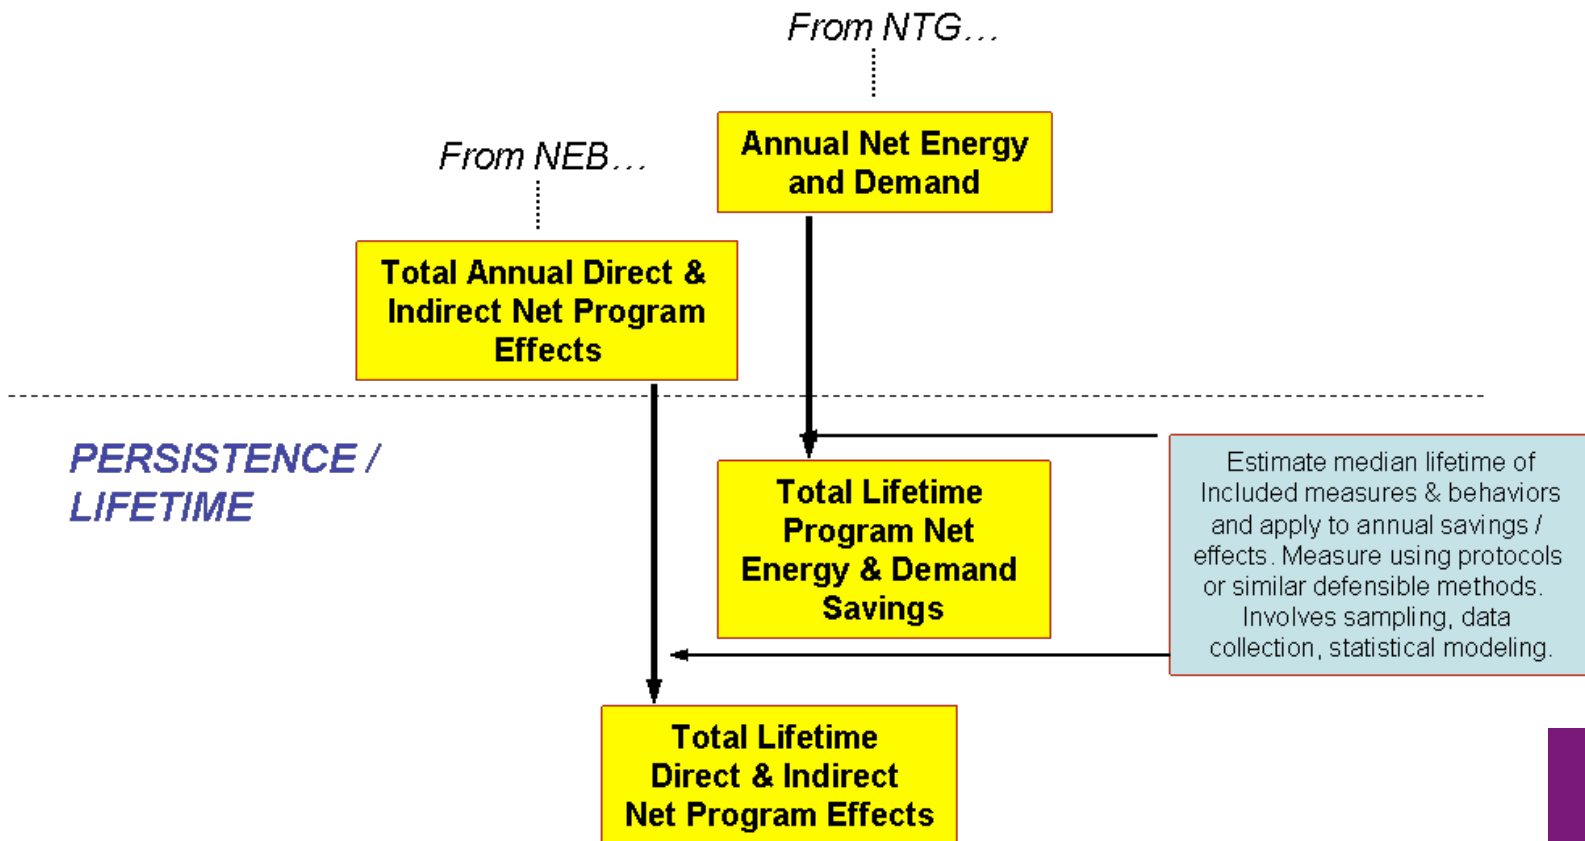 From NTG...
Annual Net Energy
and Demand
From NEB...
Total Annual Direct &
Indirect Net Program
Effects
PERSISTENCE /
LIFETIME
Total Lifetime
Program Net
Energy & Demand
Savings
Estimate median lifetime of
Included measures & behaviors
and apply to annual savings /
effects. Measure using protocols
or similar defensible methods.
Involves sampling, data
collection, statistical modeling.
Total Lifetime
Direct & Indirect
Net Program Effects